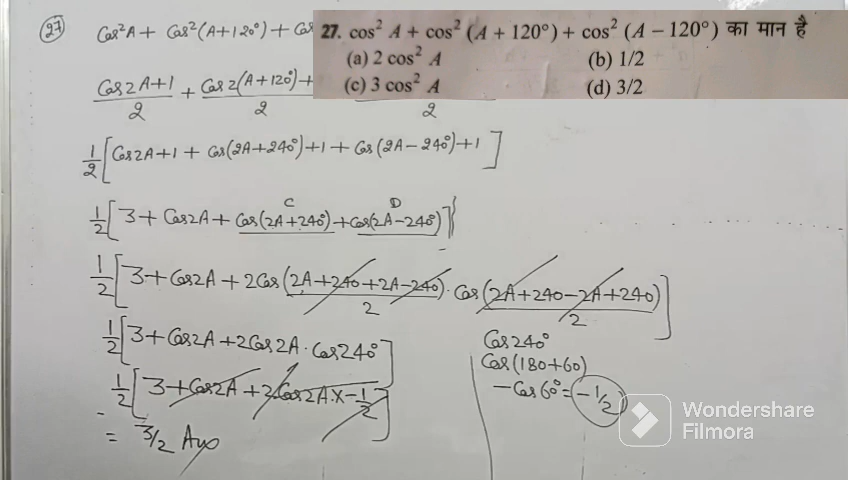 27. cos² A + cos² (A + 120°) + cos² (A − 120°) का मान है
(a) 2 cos² A (b) 1/2
(c) 3 cos² A (d) 3/2
(27) Cos²A + Cos²(A+120°) + Cos
Cos2A+1/2 + Cos2(A+120°)+/2 /2
1/2[Cos2A+1 + Cos(2A+240°)+1 + Cos(2A−240°)+1]
C D
1/2[3 + Cos2A + Cos(2A+240°) + Cos(2A−240°)]
1/2[3+Cos2A + 2Cos(2A+240+2A−240)/2 · Cos(2A+240−2A+240)/2]
1/2[3+Cos2A+2Cos2A·Cos240°]
1/2[3+Cos2A+2·Cos2A×−1/2]
= 3/2 Ans
Cos240°
Cos(180+60)
−Cos60°=−1/2
Wondershare
Filmora